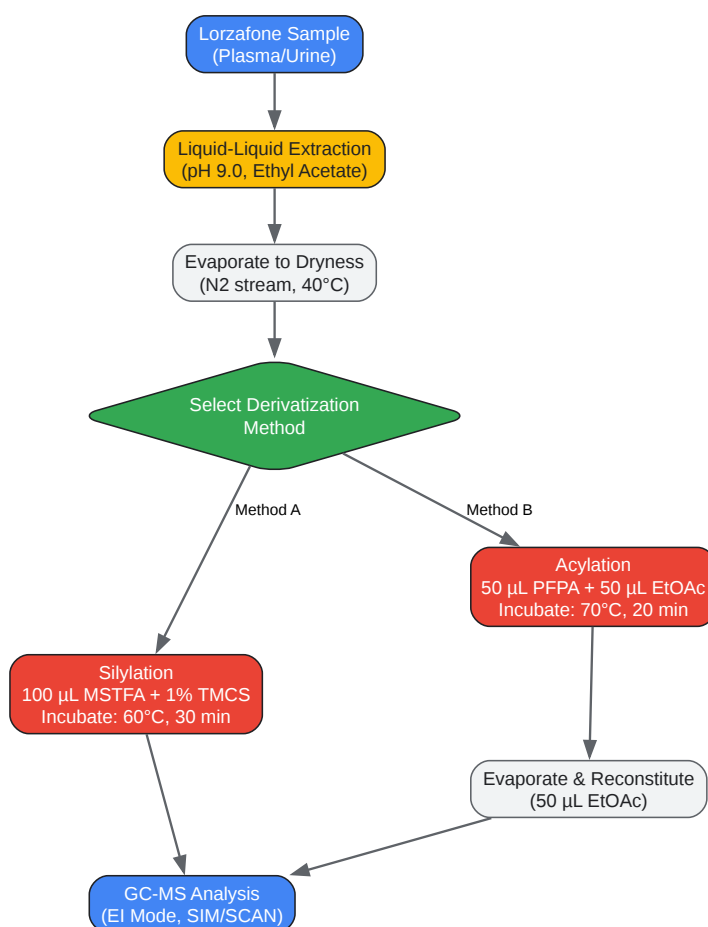 Lorzafone Sample
(Plasma/Urine)
Liquid-Liquid Extraction
(pH 9.0, Ethyl Acetate)
Evaporate to Dryness
(N2 stream, 40°C)
Select Derivatization
Method
Method A
Method B
Acylation
50 µL PFPA + 50 µL EtOAc
Incubate: 70°C, 20 min
Silylation
100 µL MSTFA + 1% TMCS
Incubate: 60°C, 30 min
Evaporate & Reconstitute
(50 µL EtOAc)
GC-MS Analysis
(EI Mode, SIM/SCAN)